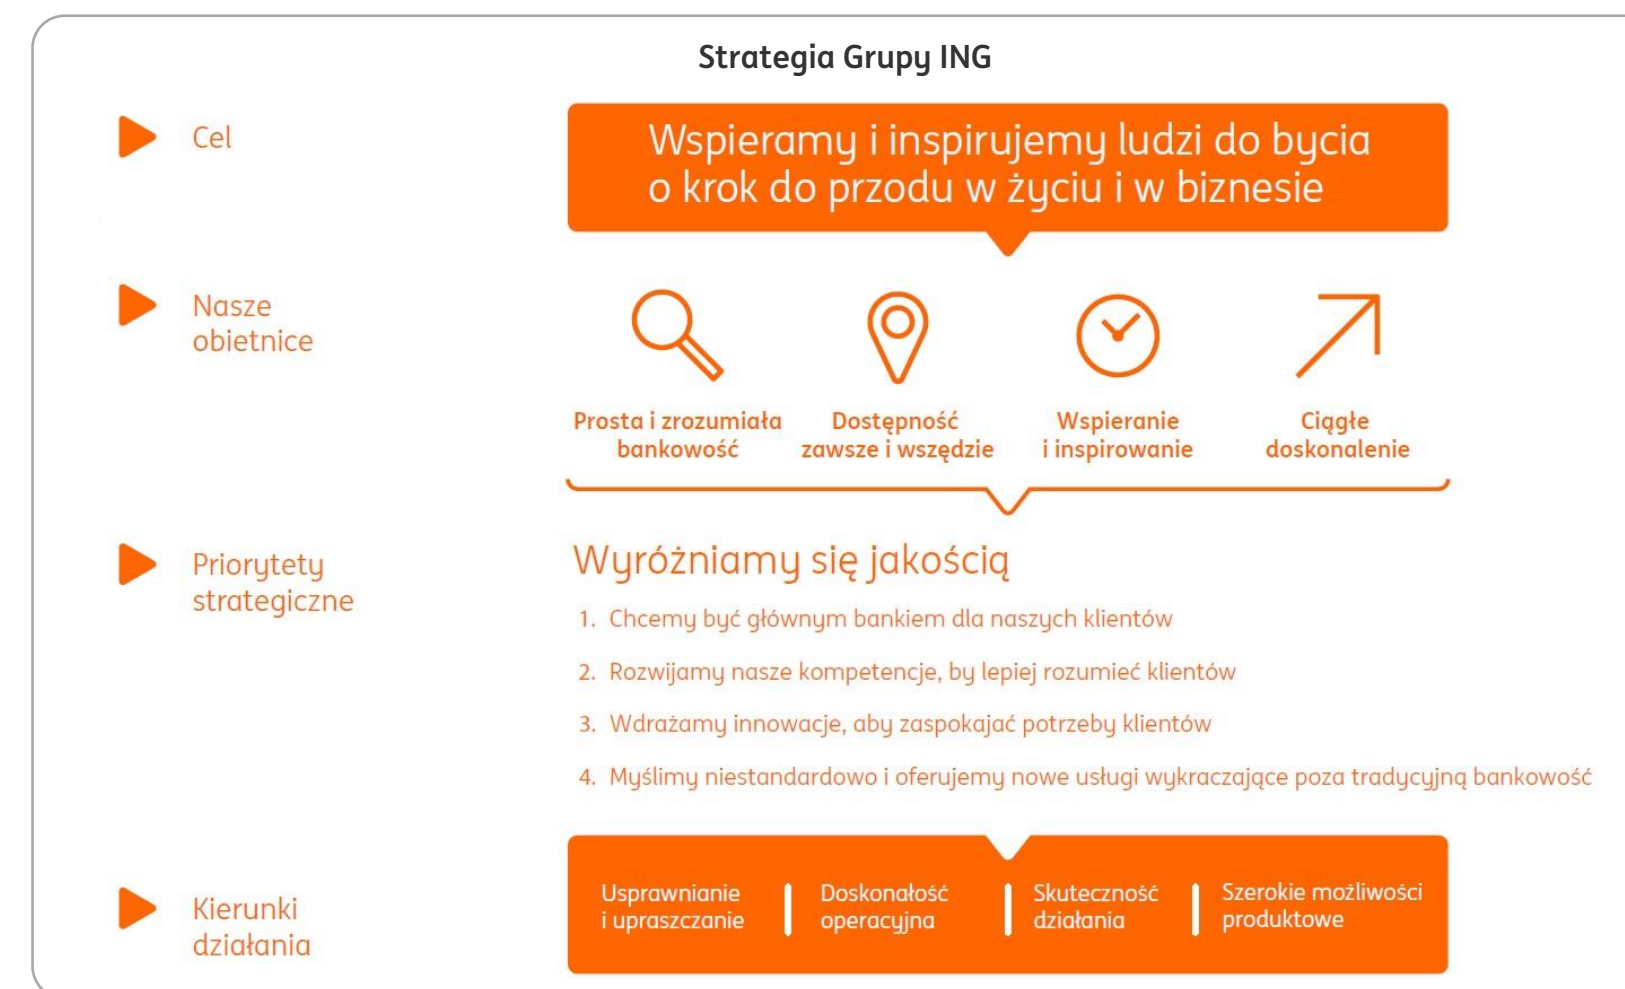 Strategia Grupy ING
Cel
Wspieramy i inspirujemy ludzi do bycia
o krok do przodu w życiu i w biznesie
Nasze
obietnice
Prosta i zrozumiała
bankowość
Dostępność
zawsze i wszędzie
Wspieranie
i inspirowanie
Ciągłe
doskonalenie
Priorytety
strategiczne
Wyróżniamy się jakością
1. Chcemy być głównym bankiem dla naszych klientów
2. Rozwijamy nasze kompetencje, by lepiej rozumieć klientów
3. Wdrażamy innowacje, aby zaspokajać potrzeby klientów
4. Myślimy niestandardowo i oferujemy nowe usługi wykraczające poza tradycyjną bankowość
Kierunki
działania
Usprawnianie
i upraszczanie
Doskonałość
operacyjna
Skuteczność
działania
Szerokie możliwości
produktowe